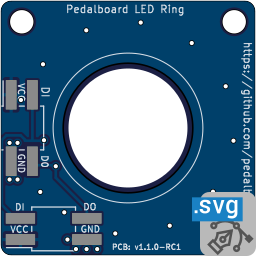 Pedalboard LED Ring
https://github.com/pedal
VCC DI
GND DO
DI DO
VCC GND
PCB: v1.1.0-RC1
.svg